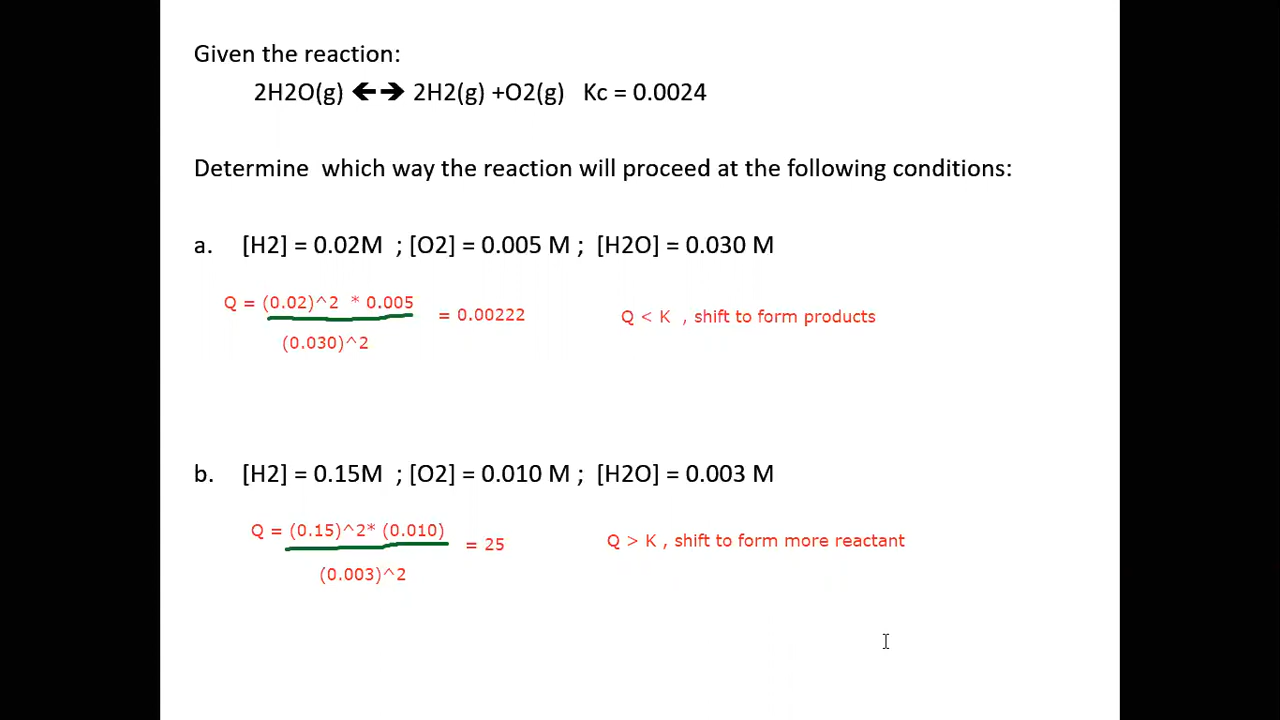 Given the reaction:
2H2O(g) 🡨🡪 2H2(g) +O2(g) Kc = 0.0024
Determine which way the reaction will proceed at the following conditions:
a. [H2] = 0.02M ; [O2] = 0.005 M ; [H2O] = 0.030 M
Q = (0.02)^2 * 0.005
= 0.00222 Q < K , shift to form products
(0.030)^2
b. [H2] = 0.15M ; [O2] = 0.010 M ; [H2O] = 0.003 M
Q = (0.15)^2* (0.010)
= 25 Q > K , shift to form more reactant
(0.003)^2